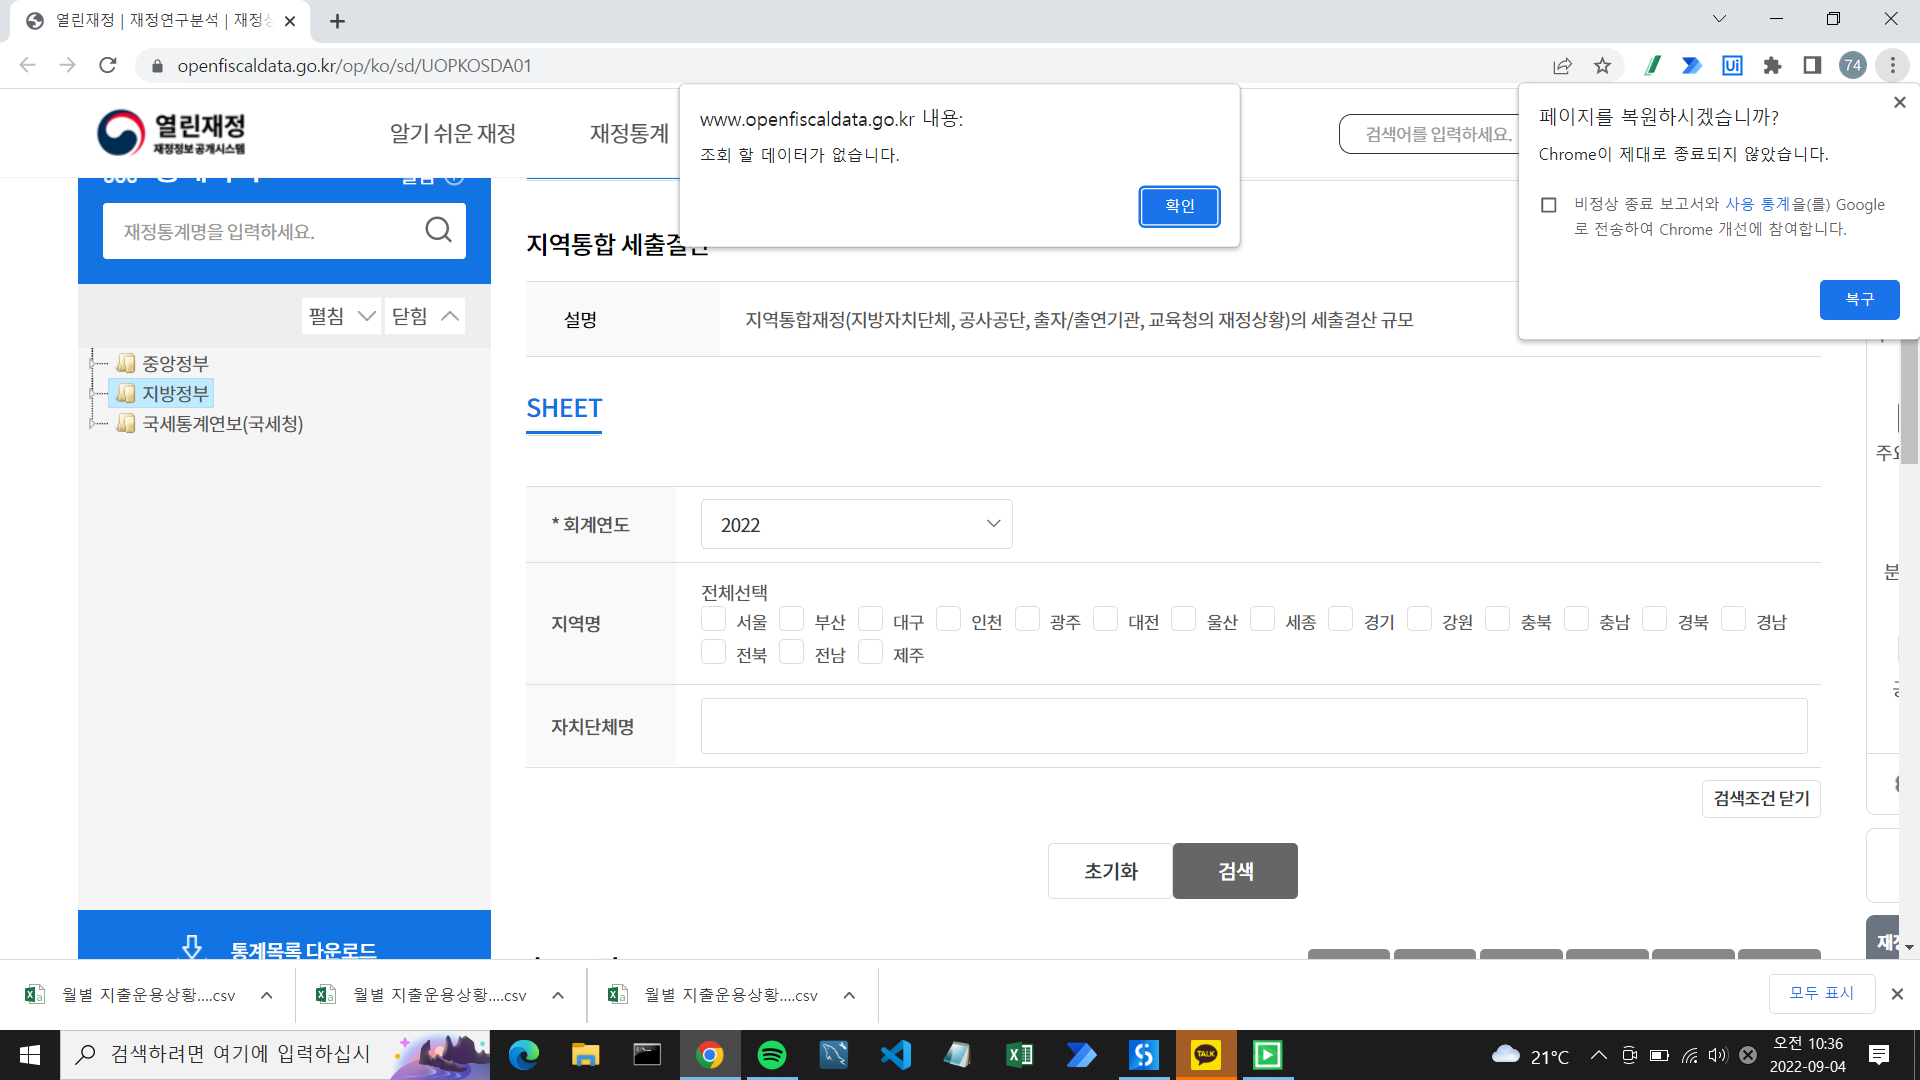 열린재정 | 재정연구분석 | 재정상
openfiscaldata.go.kr/op/ko/sd/UOPKOSDA01
74
열린재정
재정정보공개시스템
알기 쉬운 재정
재정통계
검색어를 입력하세요.
www.openfiscaldata.go.kr 내용:
조회 할 데이터가 없습니다.
확인
페이지를 복원하시겠습니까?
Chrome이 제대로 종료되지 않았습니다.
비정상 종료 보고서와 사용 통계을(를) Google
로 전송하여 Chrome 개선에 참여합니다.
복구
재정통계명을 입력하세요.
펼침
닫힘
중앙정부
지방정부
국세통계연보(국세청)
통계목록 다운로드
지역통합 세출결산
설명
지역통합재정(지방자치단체, 공사공단, 출자/출연기관, 교육청의 재정상황)의 세출결산 규모
SHEET
* 회계연도
2022
지역명
전체선택
서울 부산 대구 인천 광주 대전 울산 세종 경기 강원 충북 충남 경북 경남
전북 전남 제주
자치단체명
검색조건 닫기
초기화
검색
주요
분
재정
월별 지출운용상황....csv
월별 지출운용상황....csv
월별 지출운용상황....csv
모두 표시
검색하려면 여기에 입력하십시
TALK
21°C
오전 10:36
2022-09-04